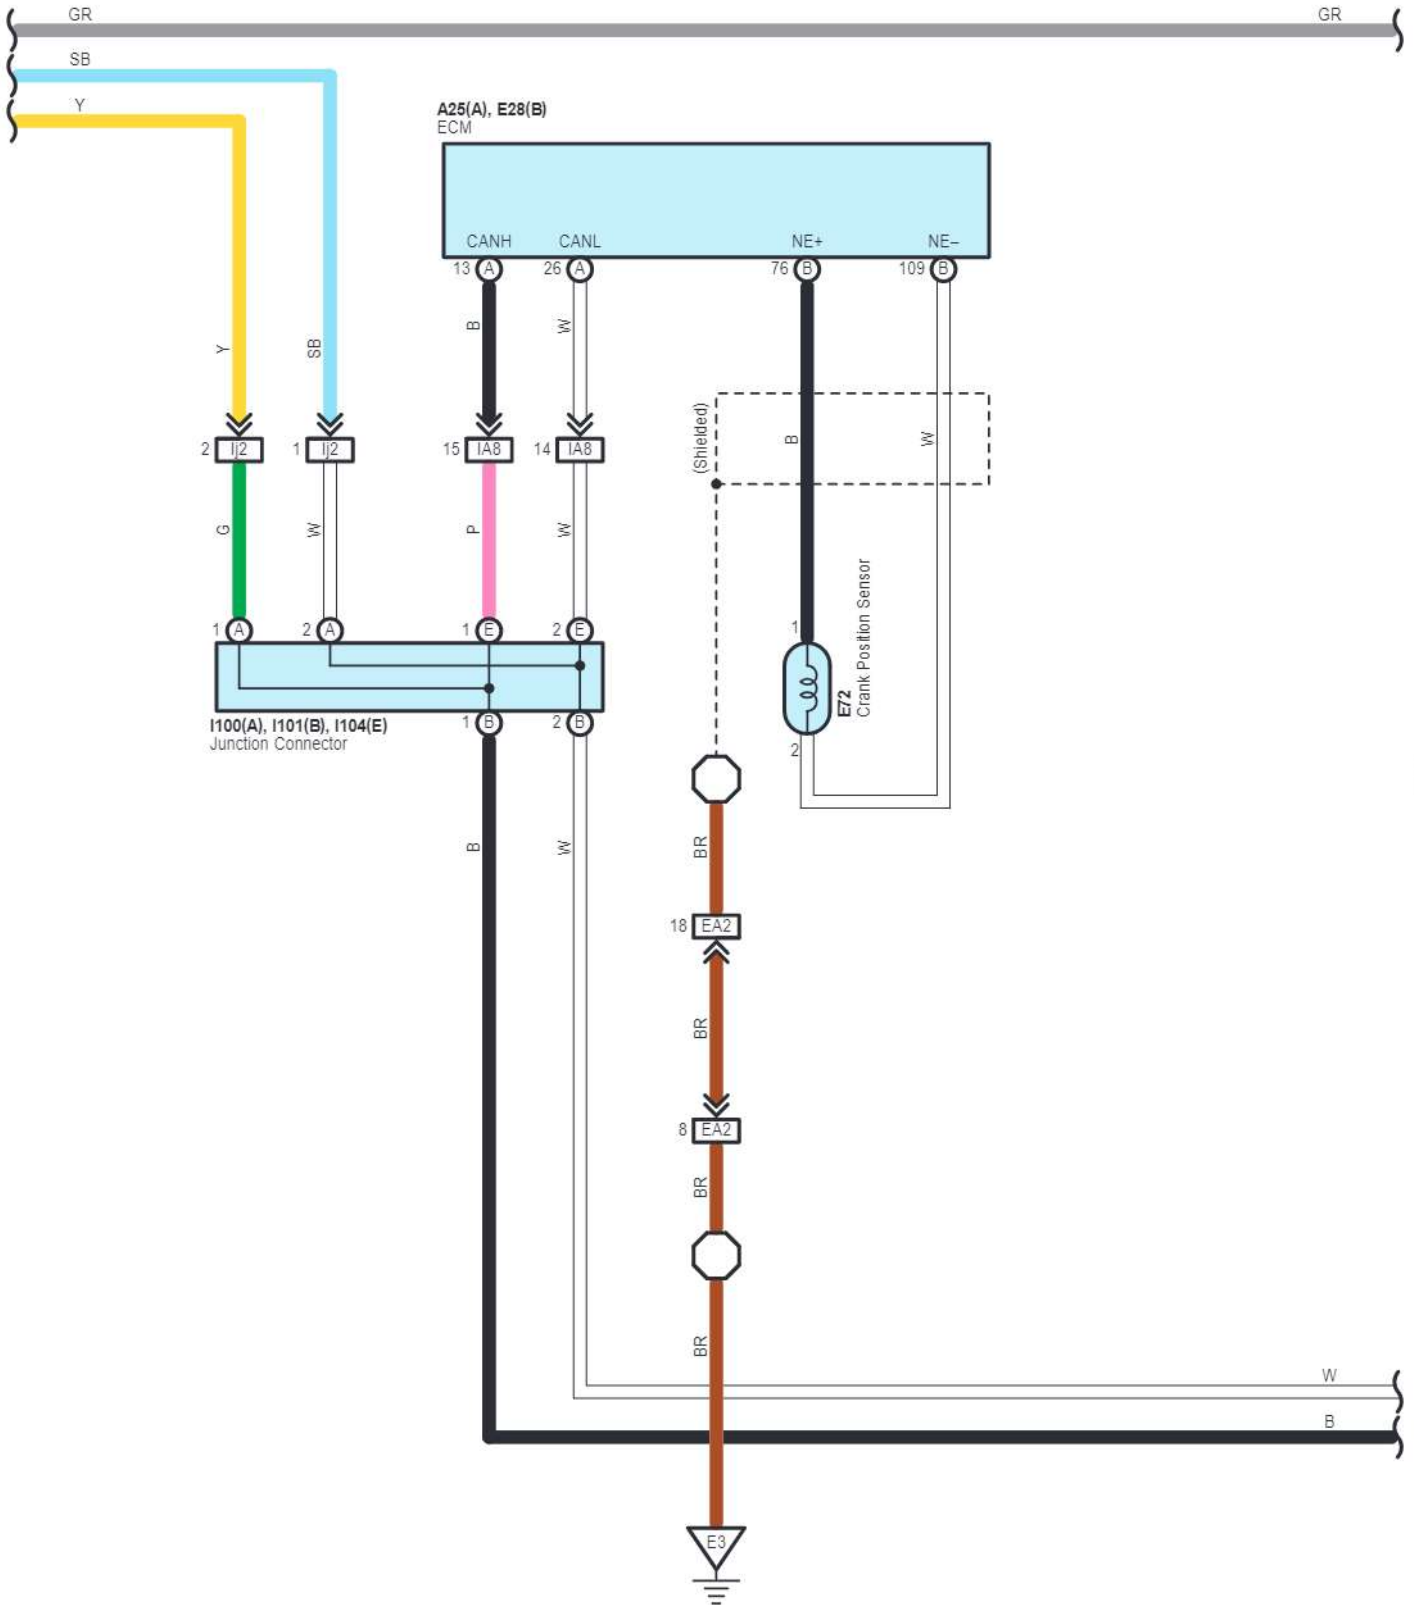 GR GR
SB
Y
A25(A), E28(B)
ECM
CANH CANL NE+ NE–
13 A 26 A 76 B 109 B
B W
Y SB
(Shielded)
B W
2 Ij2 1 Ij2 15 IA8 14 IA8
G W P W
1 A 2 A 1 E 2 E
1
E72
Crank Position Sensor
2
I100(A), I101(B), I104(E)
Junction Connector
1 B 2 B
B W BR
18 EA2
BR
8 EA2
BR
BR
W
B
E3